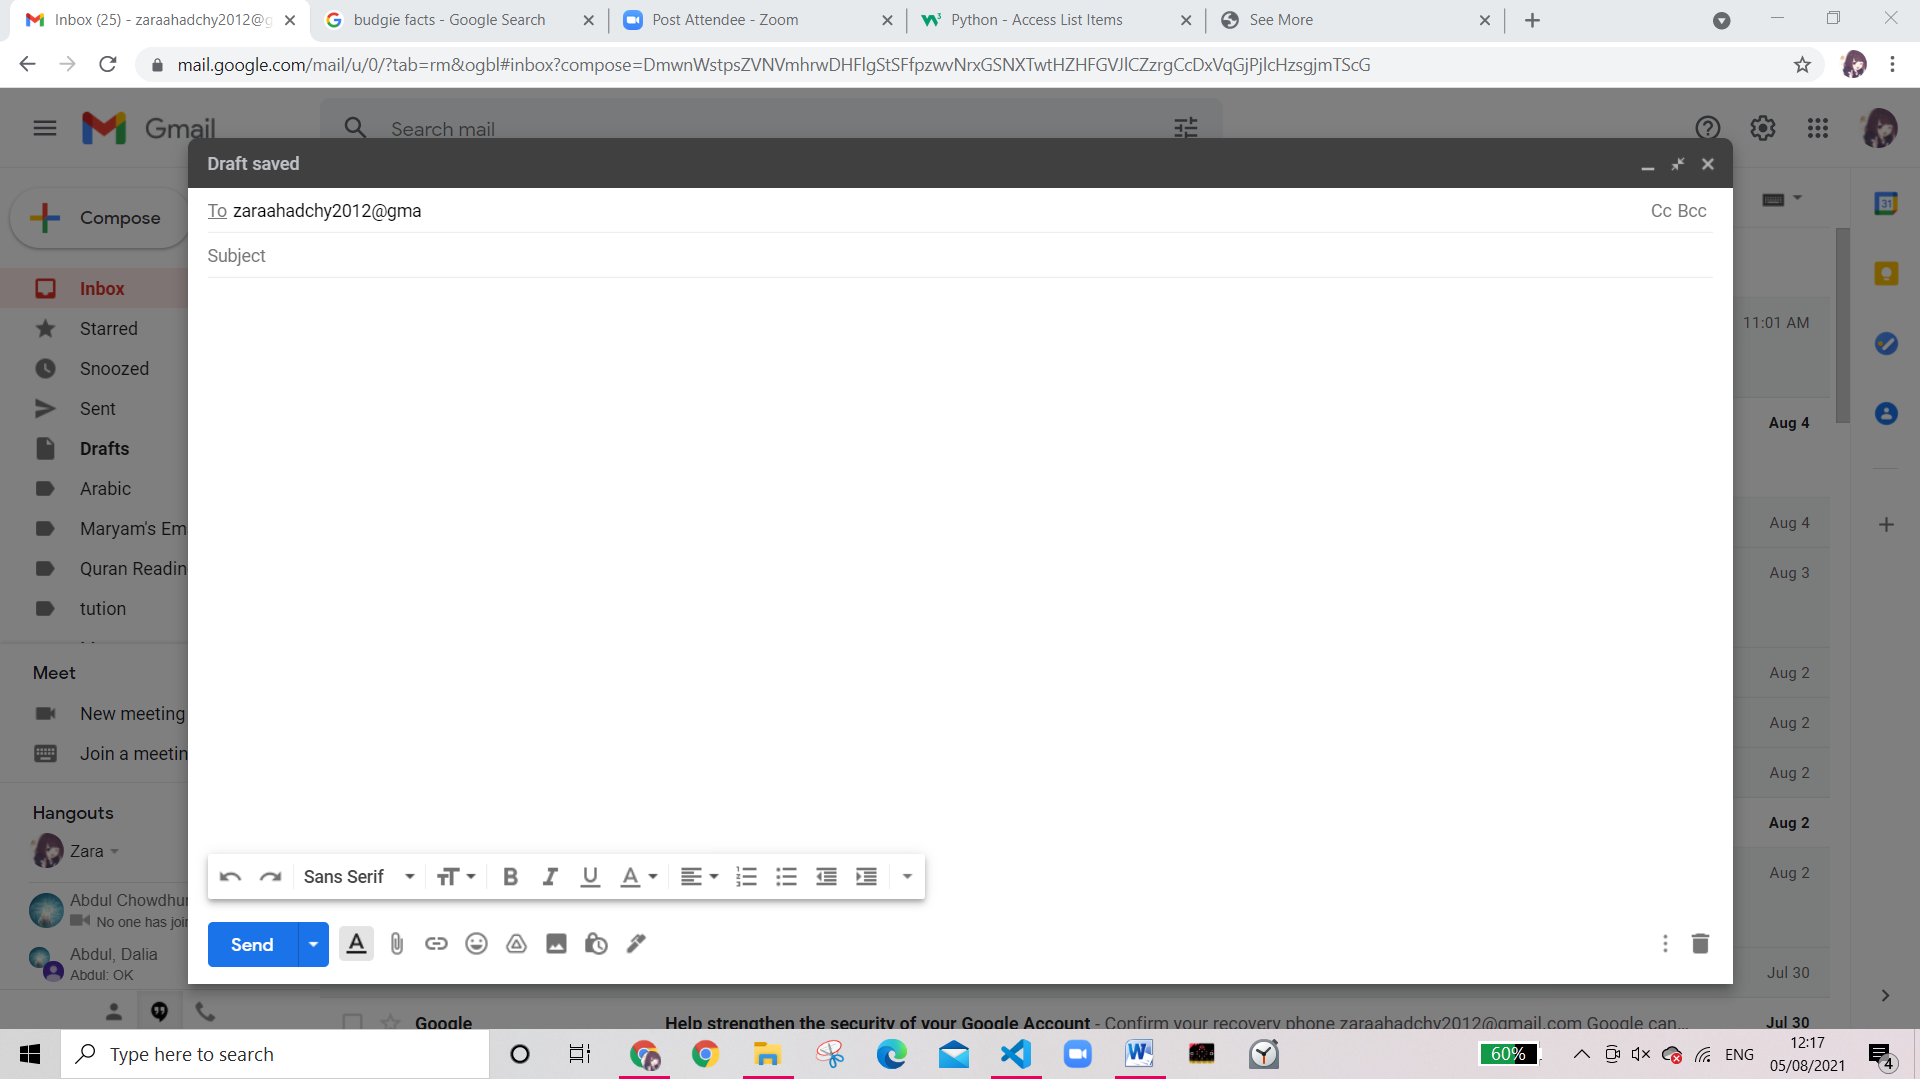 Inbox (25) - zaraahadchy2012@g
budgie facts - Google Search
Post Attendee - Zoom
Python - Access List Items
See More
mail.google.com/mail/u/0/?tab=rm&ogbl#inbox?compose=DmwnWstpsZVNVmhrwDHFlgStSFfpzwvNrxGSNXTwtHZHFGVJlCZzrgCcDxVqGjPjlcHzsgjmTScG
Gmail
Search mail
Draft saved
To zaraahadchy2012@gma
Cc Bcc
Subject
Compose
Inbox
Starred
Snoozed
Sent
Drafts
Arabic
Maryam's Em
Quran Readin
tution
Meet
New meeting
Join a meetin
Hangouts
Zara
Abdul Chowdhu
No one has joi
Abdul, Dalia
Abdul: OK
31
11:01 AM
Aug 4
Aug 4
Aug 3
Aug 2
Aug 2
Aug 2
Aug 2
Aug 2
Jul 30
Sans Serif
Send
Google
Help strengthen the security of your Google Account - Confirm your recovery phone zaraahadchy2012@gmail.com Google can...
Jul 30
Type here to search
60%
ENG
12:17
05/08/2021
4